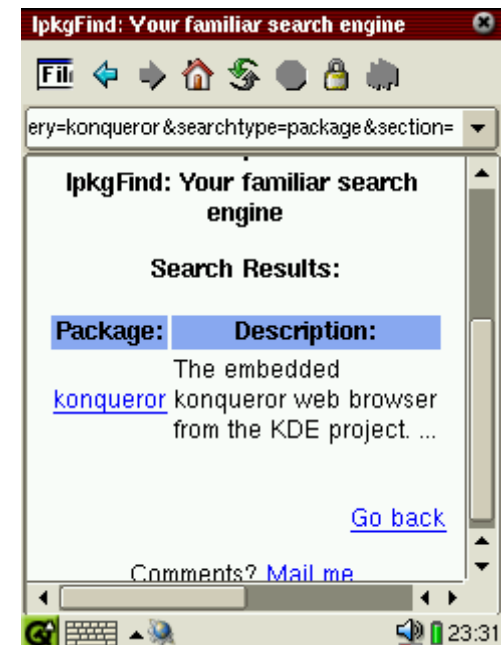 IpkgFind: Your familiar search engine
Fil
ery=konqueror&searchtype=package&section=
IpkgFind: Your familiar search
engine
Search Results:
Package: Description:
The embedded
konqueror konqueror web browser
from the KDE project. ...
Go back
Comments? Mail me
23:31